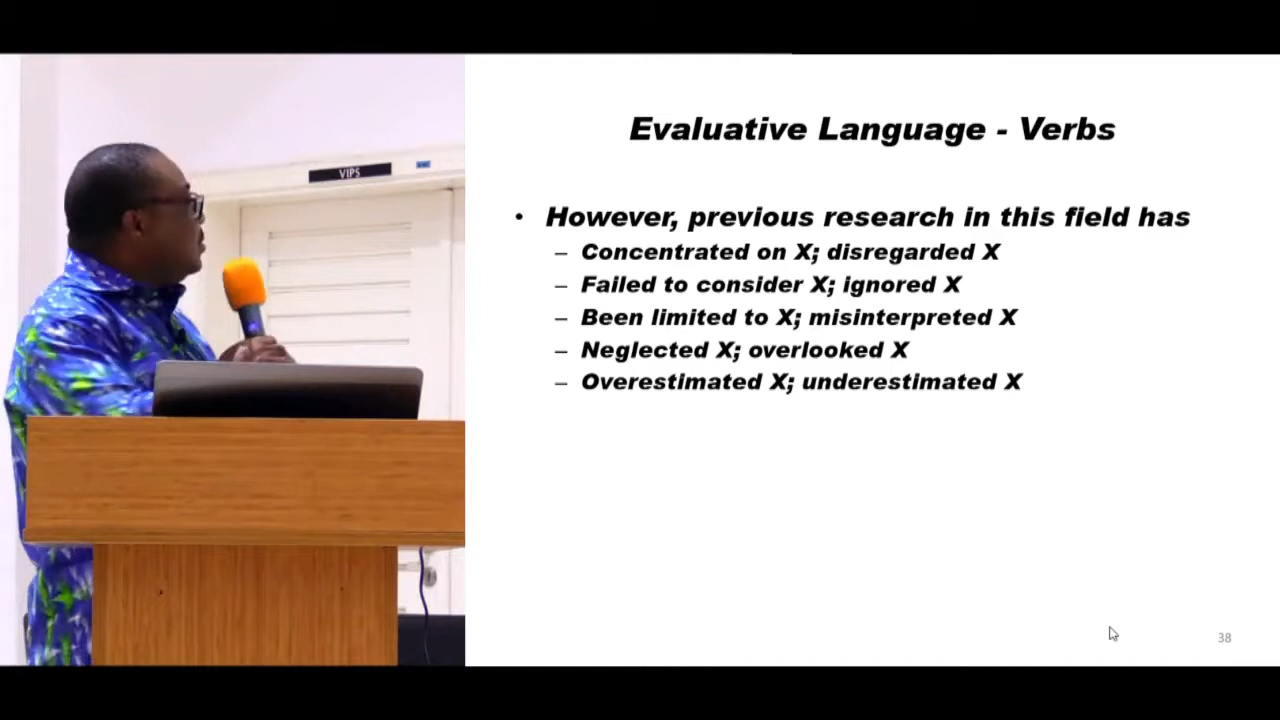 VIPS
Evaluative Language - Verbs
• However, previous research in this field has
– Concentrated on X; disregarded X
– Failed to consider X; ignored X
– Been limited to X; misinterpreted X
– Neglected X; overlooked X
– Overestimated X; underestimated X
38